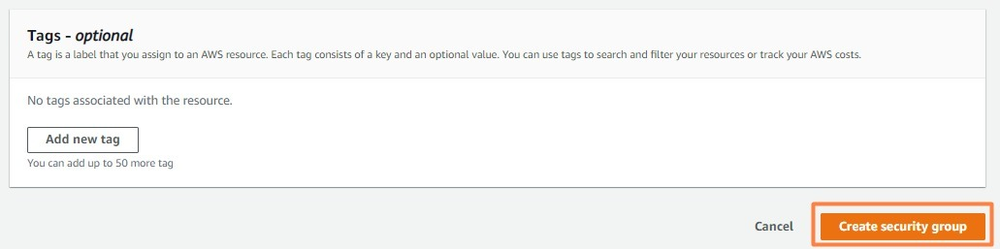 Tags - optional
A tag is a label that you assign to an AWS resource. Each tag consists of a key and an optional value. You can use tags to search and filter your resources or track your AWS costs.
No tags associated with the resource.
Add new tag
You can add up to 50 more tag
Cancel Create security group